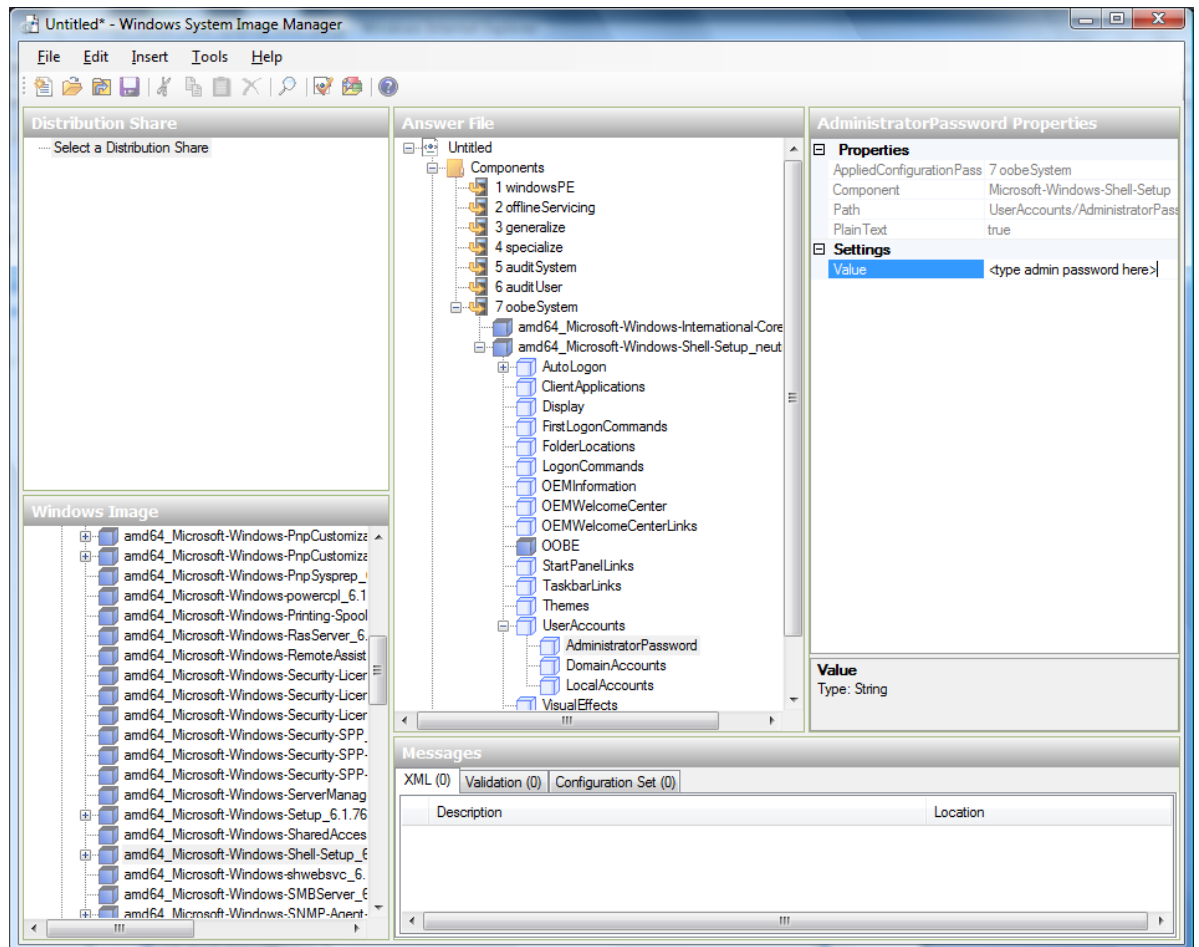 Untitled* - Windows System Image Manager
File Edit Insert Tools Help
Distribution Share
Select a Distribution Share
Windows Image
amd64_Microsoft-Windows-PnpCustomiza
amd64_Microsoft-Windows-PnpCustomiza
amd64_Microsoft-Windows-PnpSysprep_
amd64_Microsoft-Windows-powercpl_6.1
amd64_Microsoft-Windows-Printing-Spool
amd64_Microsoft-Windows-RasServer_6.
amd64_Microsoft-Windows-RemoteAssist
amd64_Microsoft-Windows-Security-Licer
amd64_Microsoft-Windows-Security-Licer
amd64_Microsoft-Windows-Security-Licer
amd64_Microsoft-Windows-Security-SPP_
amd64_Microsoft-Windows-Security-SPP-
amd64_Microsoft-Windows-Security-SPP-
amd64_Microsoft-Windows-ServerManag
amd64_Microsoft-Windows-Setup_6.1.76
amd64_Microsoft-Windows-SharedAcces
amd64_Microsoft-Windows-Shell-Setup_6
amd64_Microsoft-Windows-shwebsvc_6.
amd64_Microsoft-Windows-SMBServer_6
amd64_Microsoft-Windows-SNMP-Agent-
Answer File
Untitled
Components
1 windowsPE
2 offlineServicing
3 generalize
4 specialize
5 auditSystem
6 auditUser
7 oobeSystem
amd64_Microsoft-Windows-International-Core
amd64_Microsoft-Windows-Shell-Setup_neut
AutoLogon
ClientApplications
Display
FirstLogonCommands
FolderLocations
LogonCommands
OEMInformation
OEMWelcomeCenter
OEMWelcomeCenterLinks
OOBE
StartPanelLinks
TaskbarLinks
Themes
UserAccounts
AdministratorPassword
DomainAccounts
LocalAccounts
VisualEffects
AdministratorPassword Properties
Properties
AppliedConfigurationPass 7 oobeSystem
Component Microsoft-Windows-Shell-Setup
Path UserAccounts/AdministratorPass
PlainText true
Settings
Value <type admin password here>
Value
Type: String
Messages
XML (0) Validation (0) Configuration Set (0)
Description Location